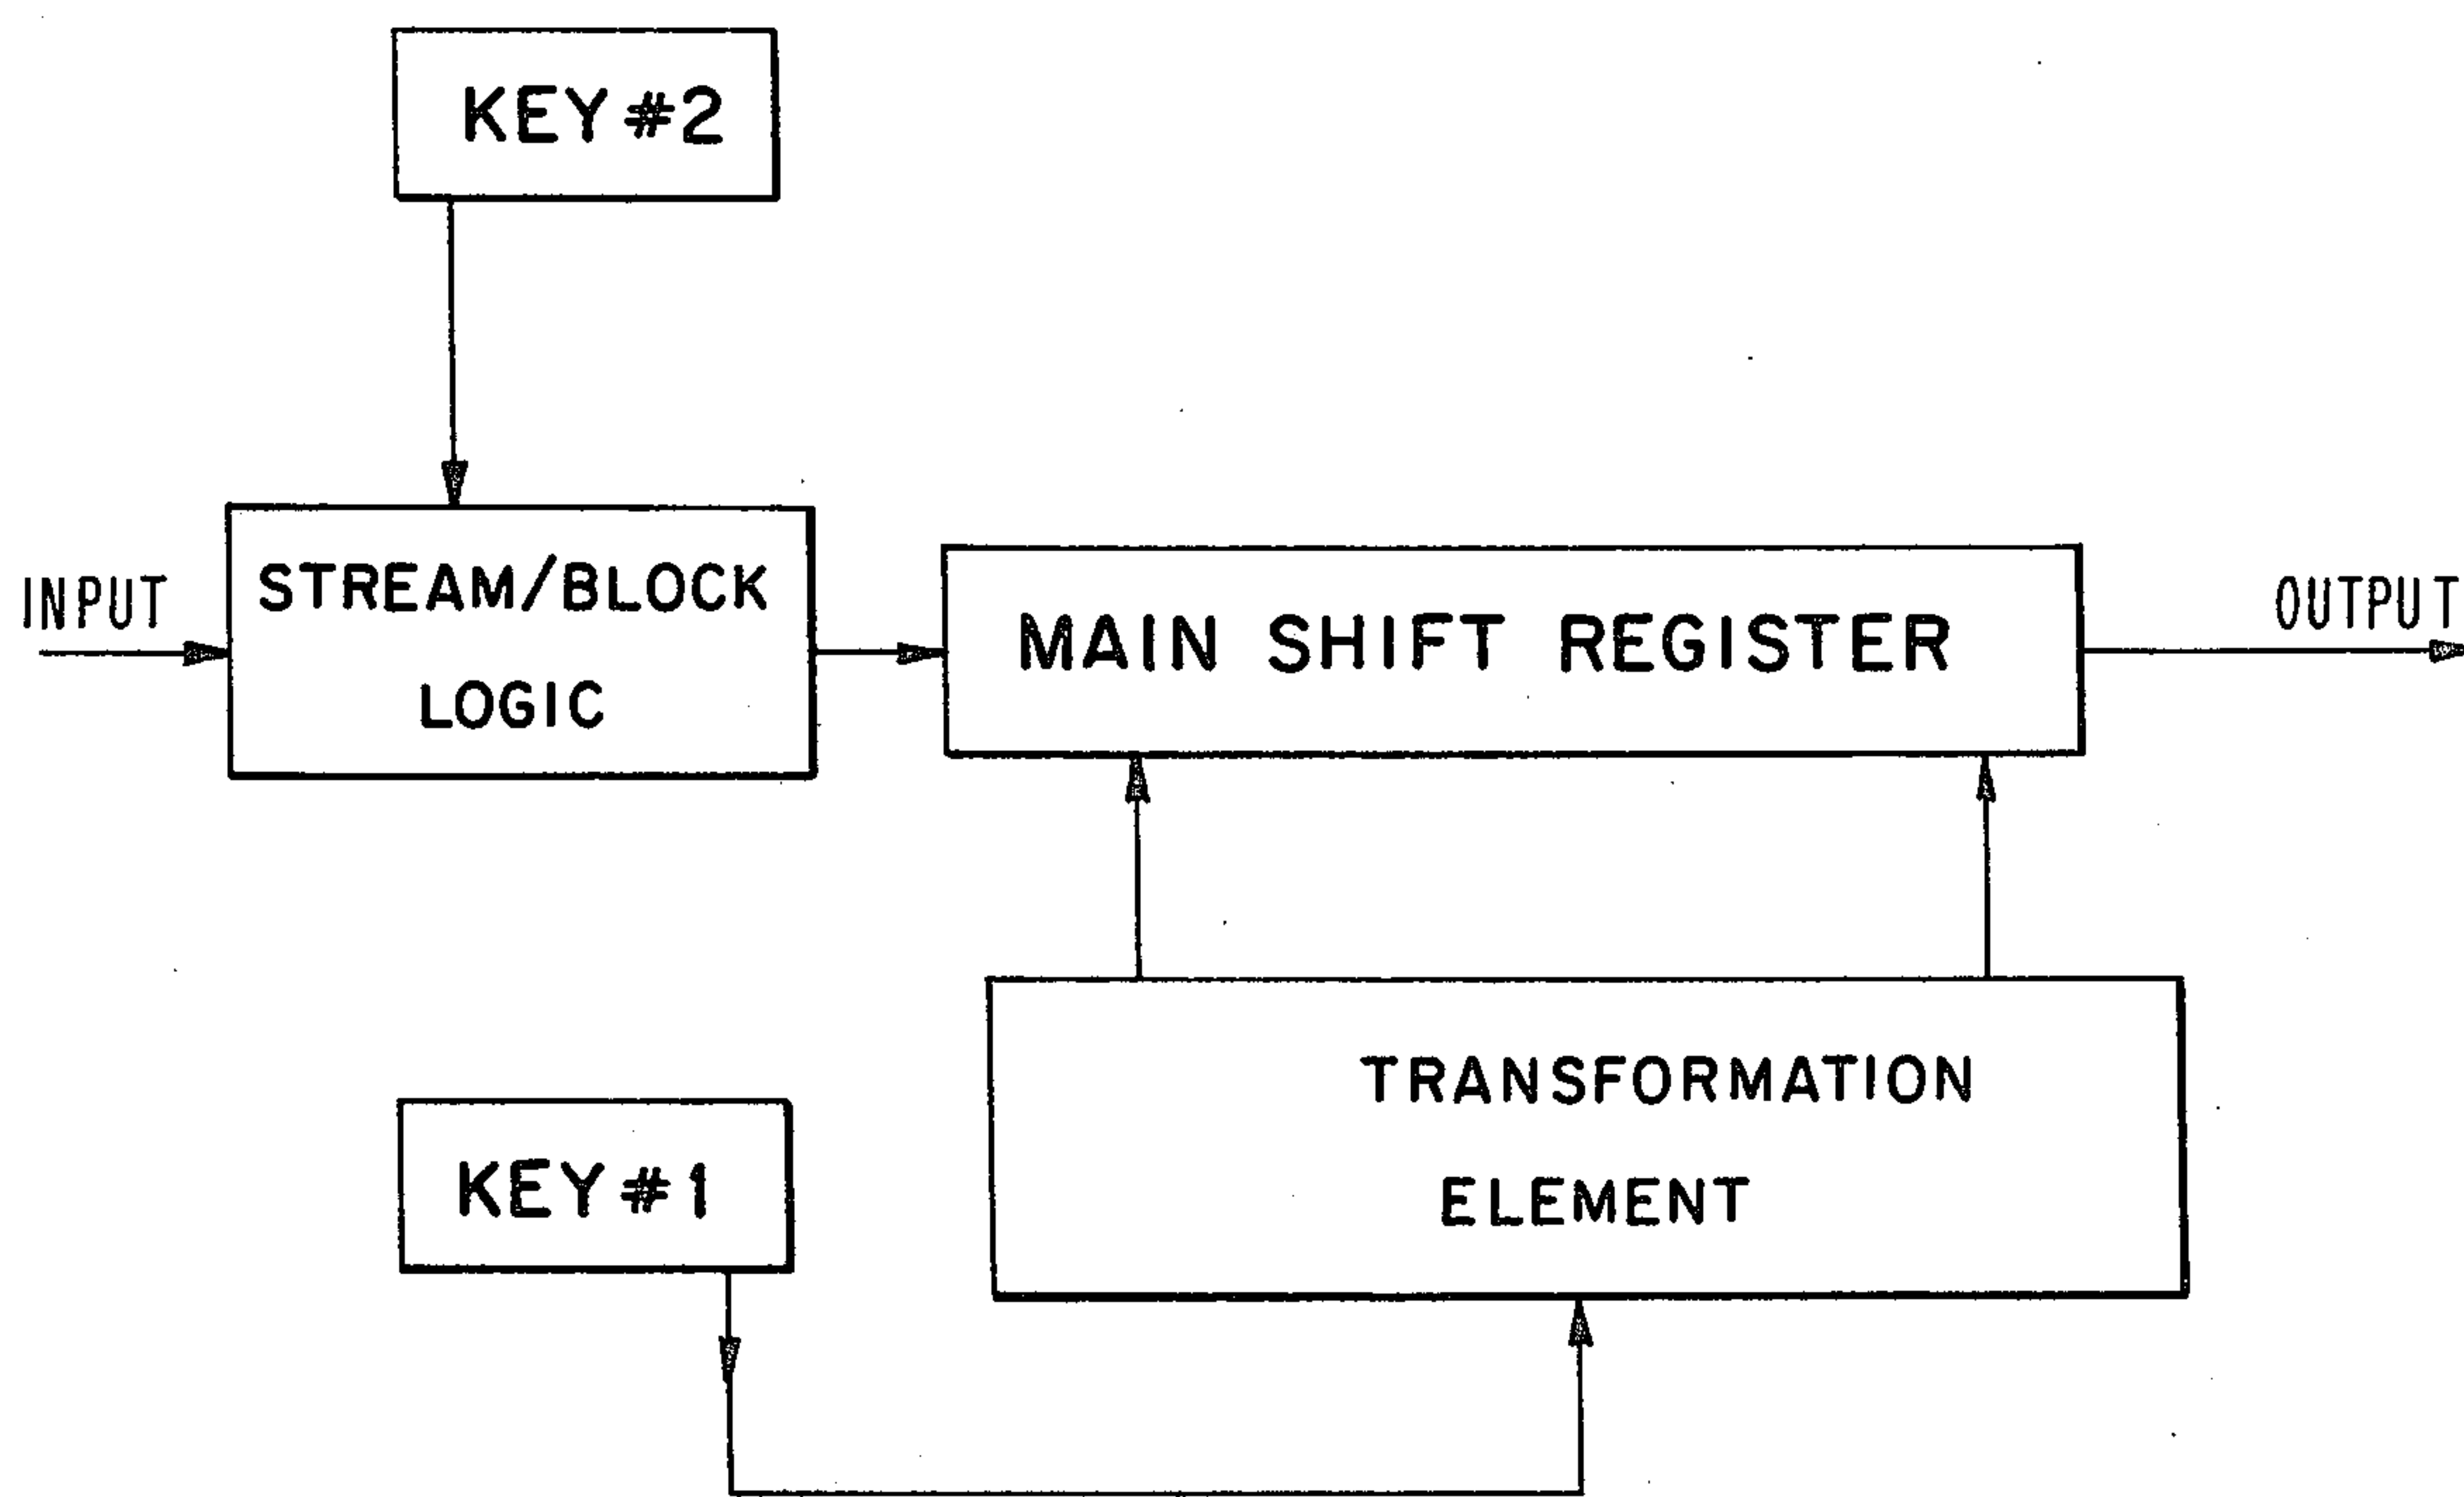 KEY#2
INPUT
STREAM/BLOCK
LOGIC
MAIN SHIFT REGISTER
OUTPUT
TRANSFORMATION
ELEMENT
KEY#1